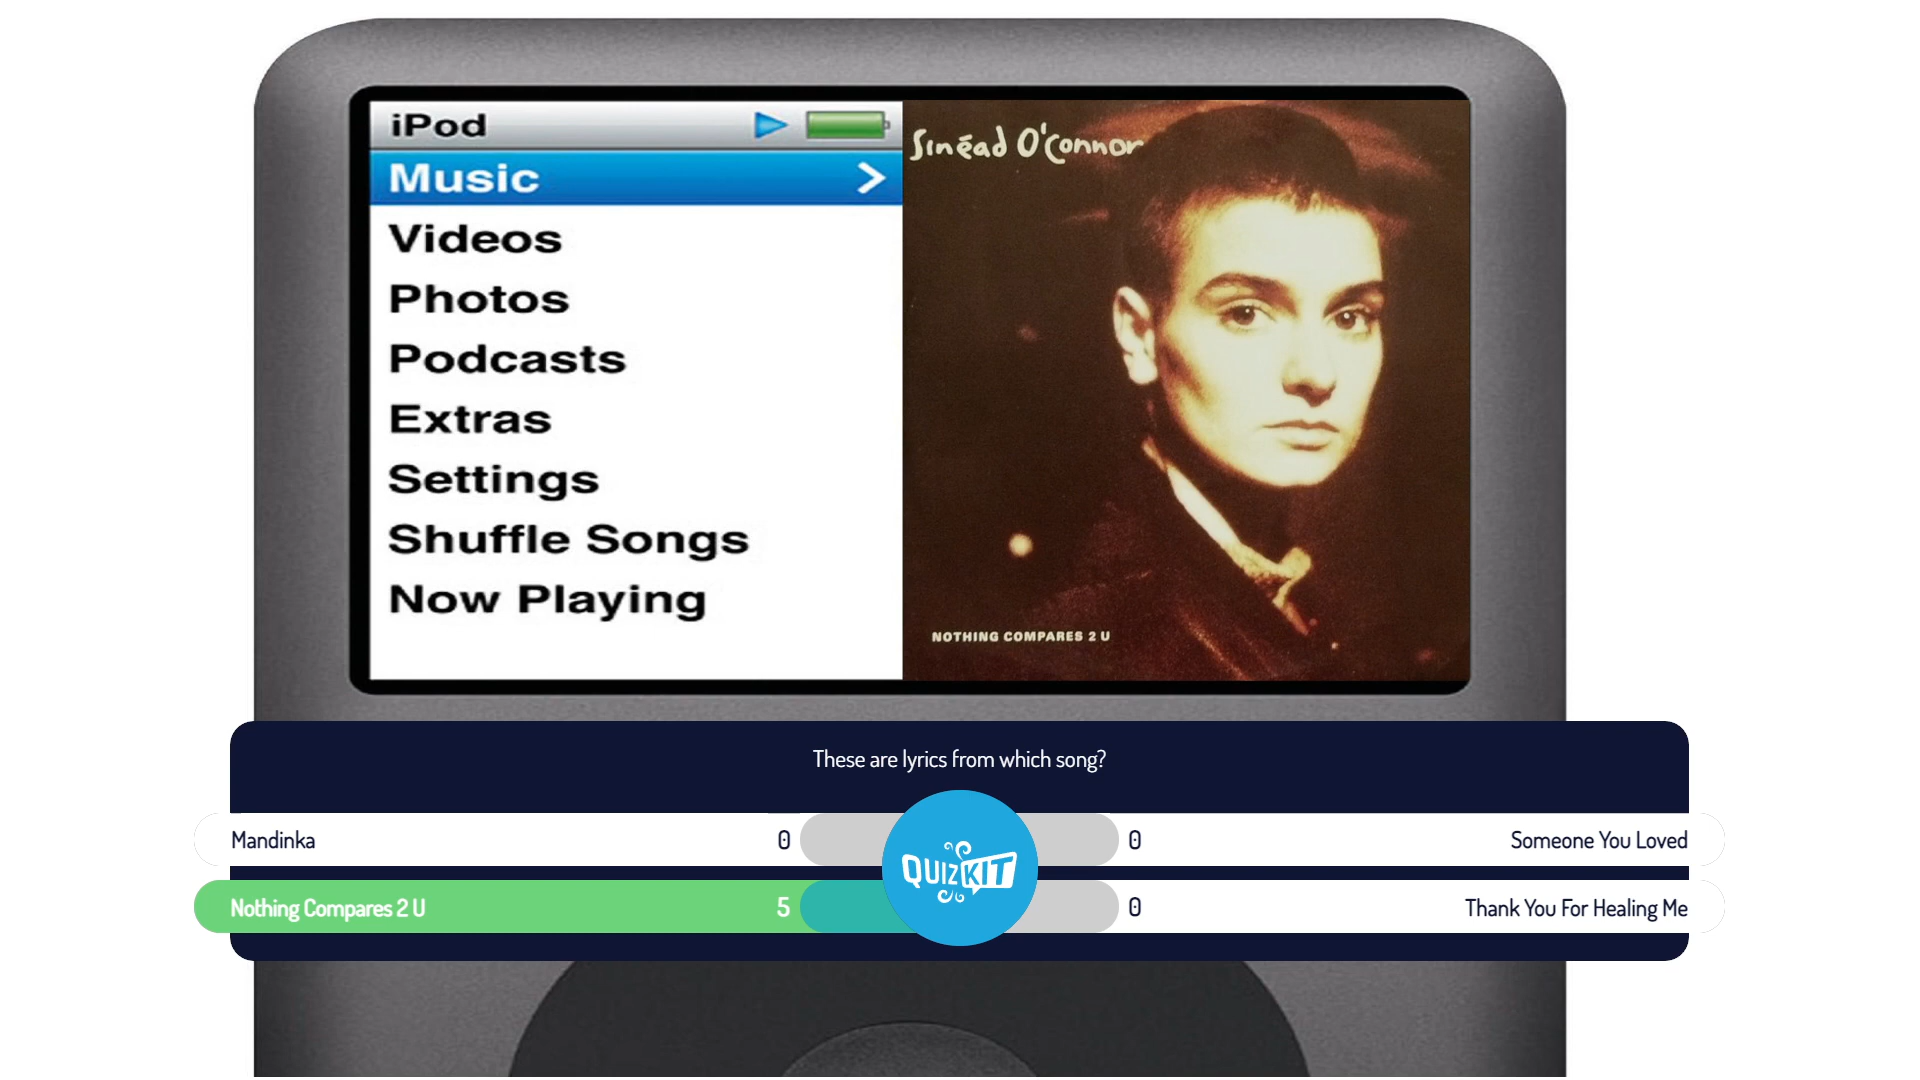 iPod
Music
Videos
Photos
Podcasts
Extras
Settings
Shuffle Songs
Now Playing
Sinéad O'Connor
NOTHING COMPARES 2 U
These are lyrics from which song?
Mandinka 0
0 Someone You Loved
QUIZKIT
Nothing Compares 2 U 5
0 Thank You For Healing Me